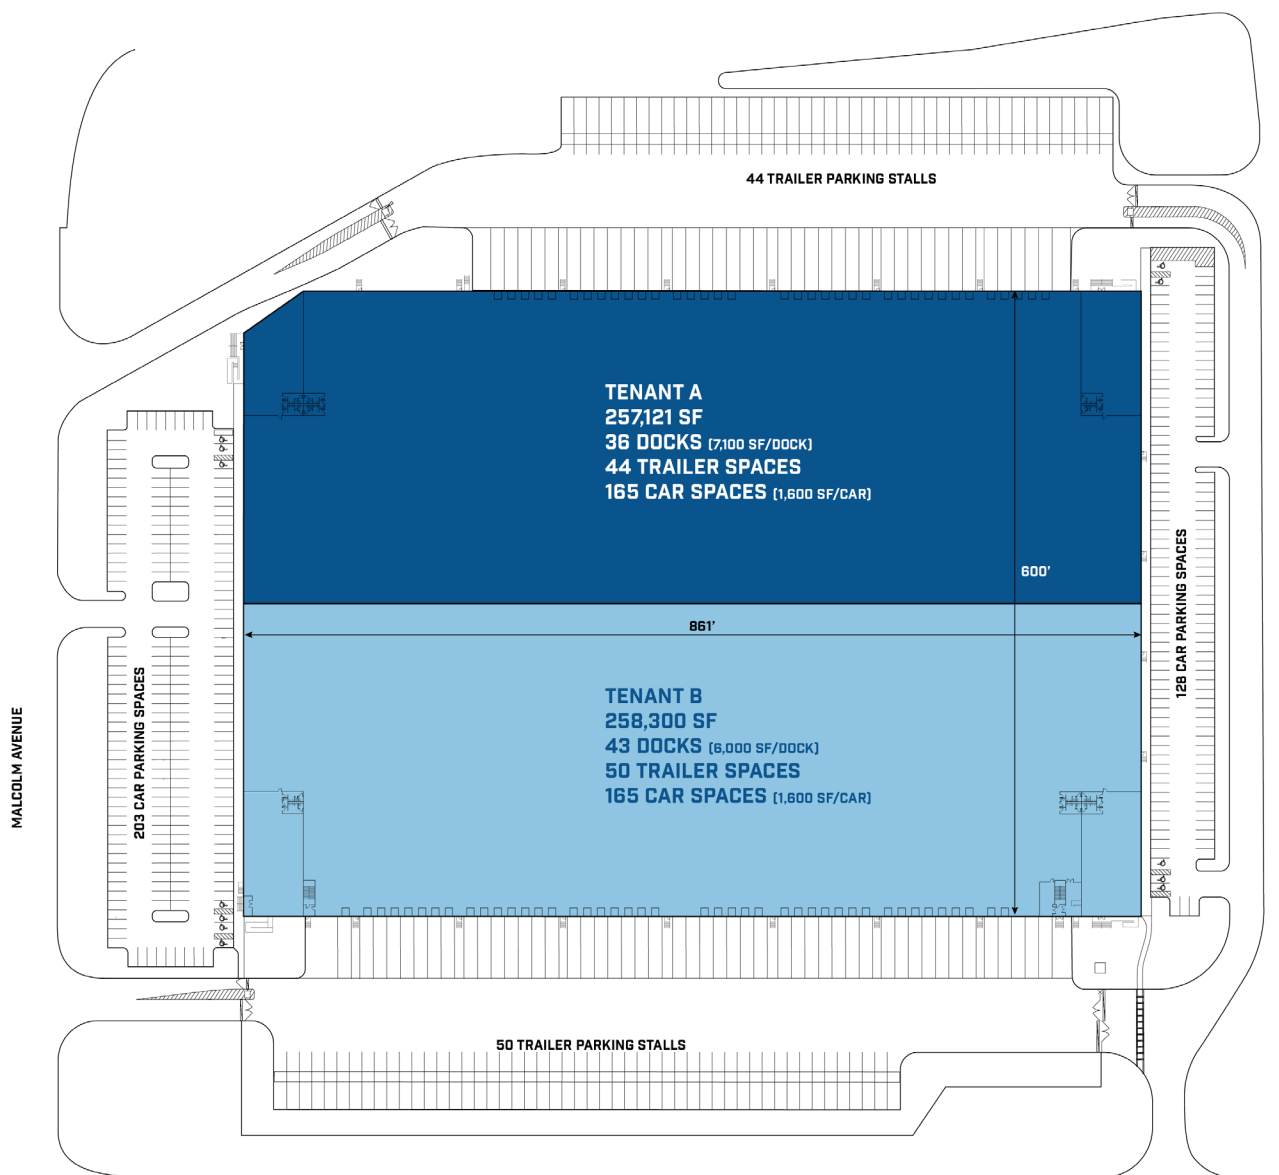 44 TRAILER PARKING STALLS
TENANT A
257,121 SF
36 DOCKS (7,100 SF/DOCK)
44 TRAILER SPACES
165 CAR SPACES (1,600 SF/CAR)
600'
861'
TENANT B
258,300 SF
43 DOCKS (6,000 SF/DOCK)
50 TRAILER SPACES
165 CAR SPACES (1,600 SF/CAR)
MALCOLM AVENUE
203 CAR PARKING SPACES
128 CAR PARKING SPACES
50 TRAILER PARKING STALLS